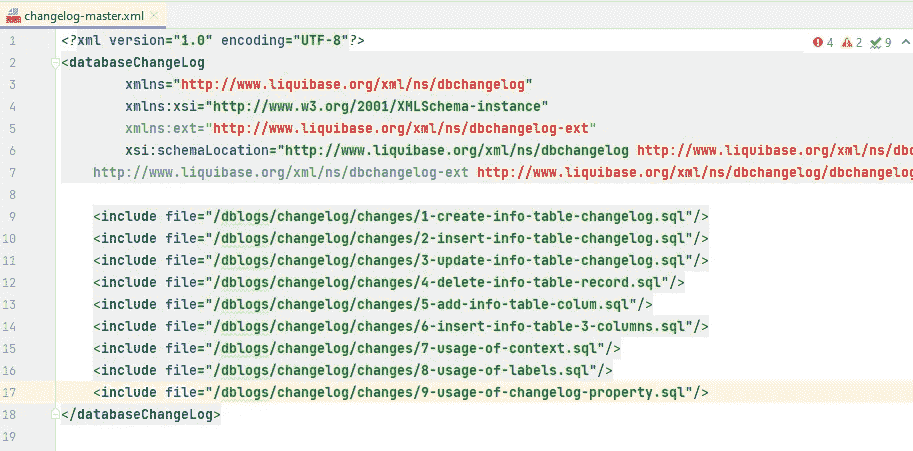 changelog-master.xml
4 2 9
1 <?xml version="1.0" encoding="UTF-8"?>
2 <databaseChangeLog
3 xmlns="http://www.liquibase.org/xml/ns/dbchangelog"
4 xmlns:xsi="http://www.w3.org/2001/XMLSchema-instance"
5 xmlns:ext="http://www.liquibase.org/xml/ns/dbchangelog-ext"
6 xsi:schemaLocation="http://www.liquibase.org/xml/ns/dbchangelog http://www.liquibase.org/xml/ns/dbc
7 http://www.liquibase.org/xml/ns/dbchangelog-ext http://www.liquibase.org/xml/ns/dbchangelog/dbchangelog
8
9 <include file="/dblogs/changelog/changes/1-create-info-table-changelog.sql"/>
10 <include file="/dblogs/changelog/changes/2-insert-info-table-changelog.sql"/>
11 <include file="/dblogs/changelog/changes/3-update-info-table-changelog.sql"/>
12 <include file="/dblogs/changelog/changes/4-delete-info-table-record.sql"/>
13 <include file="/dblogs/changelog/changes/5-add-info-table-colum.sql"/>
14 <include file="/dblogs/changelog/changes/6-insert-info-table-3-columns.sql"/>
15 <include file="/dblogs/changelog/changes/7-usage-of-context.sql"/>
16 <include file="/dblogs/changelog/changes/8-usage-of-labels.sql"/>
17 <include file="/dblogs/changelog/changes/9-usage-of-changelog-property.sql"/>
18 </databaseChangeLog>
19